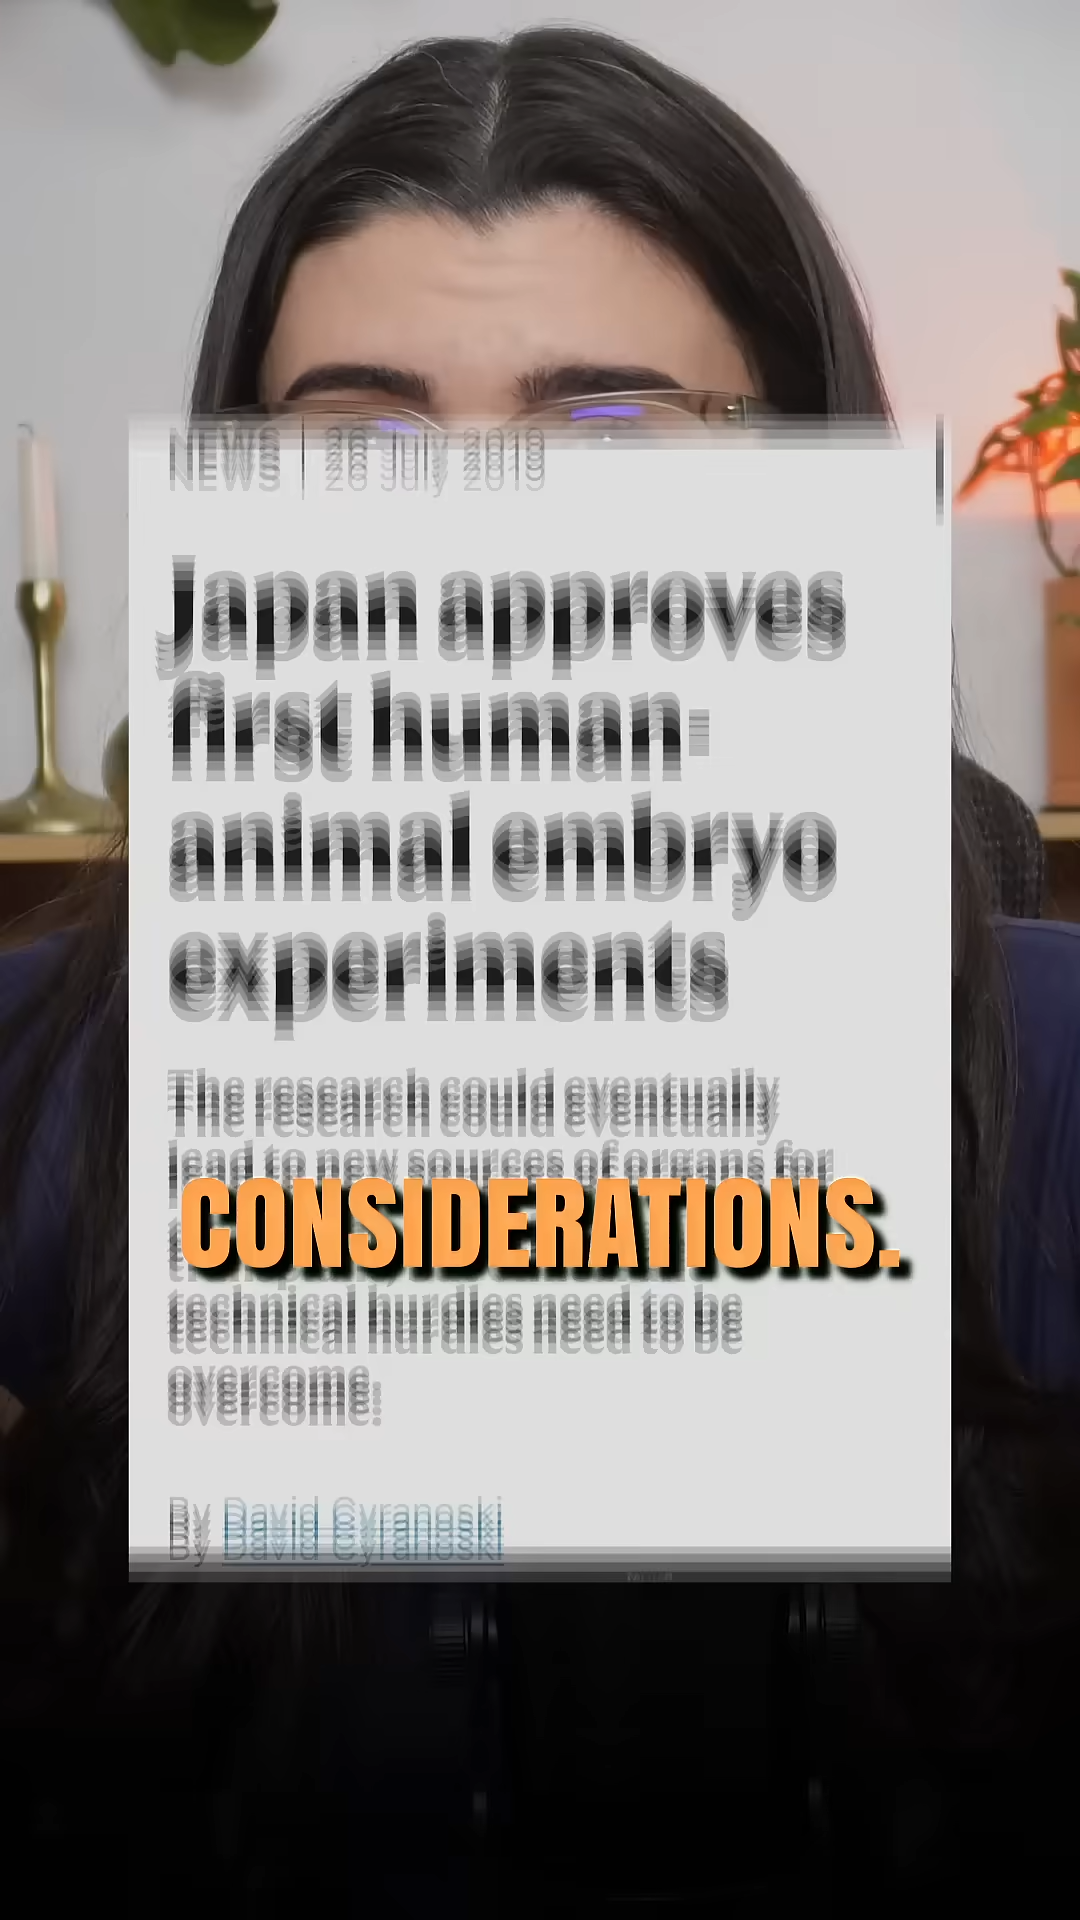 NEWS | 26 July 2019
Japan approves
first human-
animal embryo
experiments
The research could eventually
lead to new sources of organs for
CONSIDERATIONS.
technical hurdles need to be
overcome.
By David Cyranoski